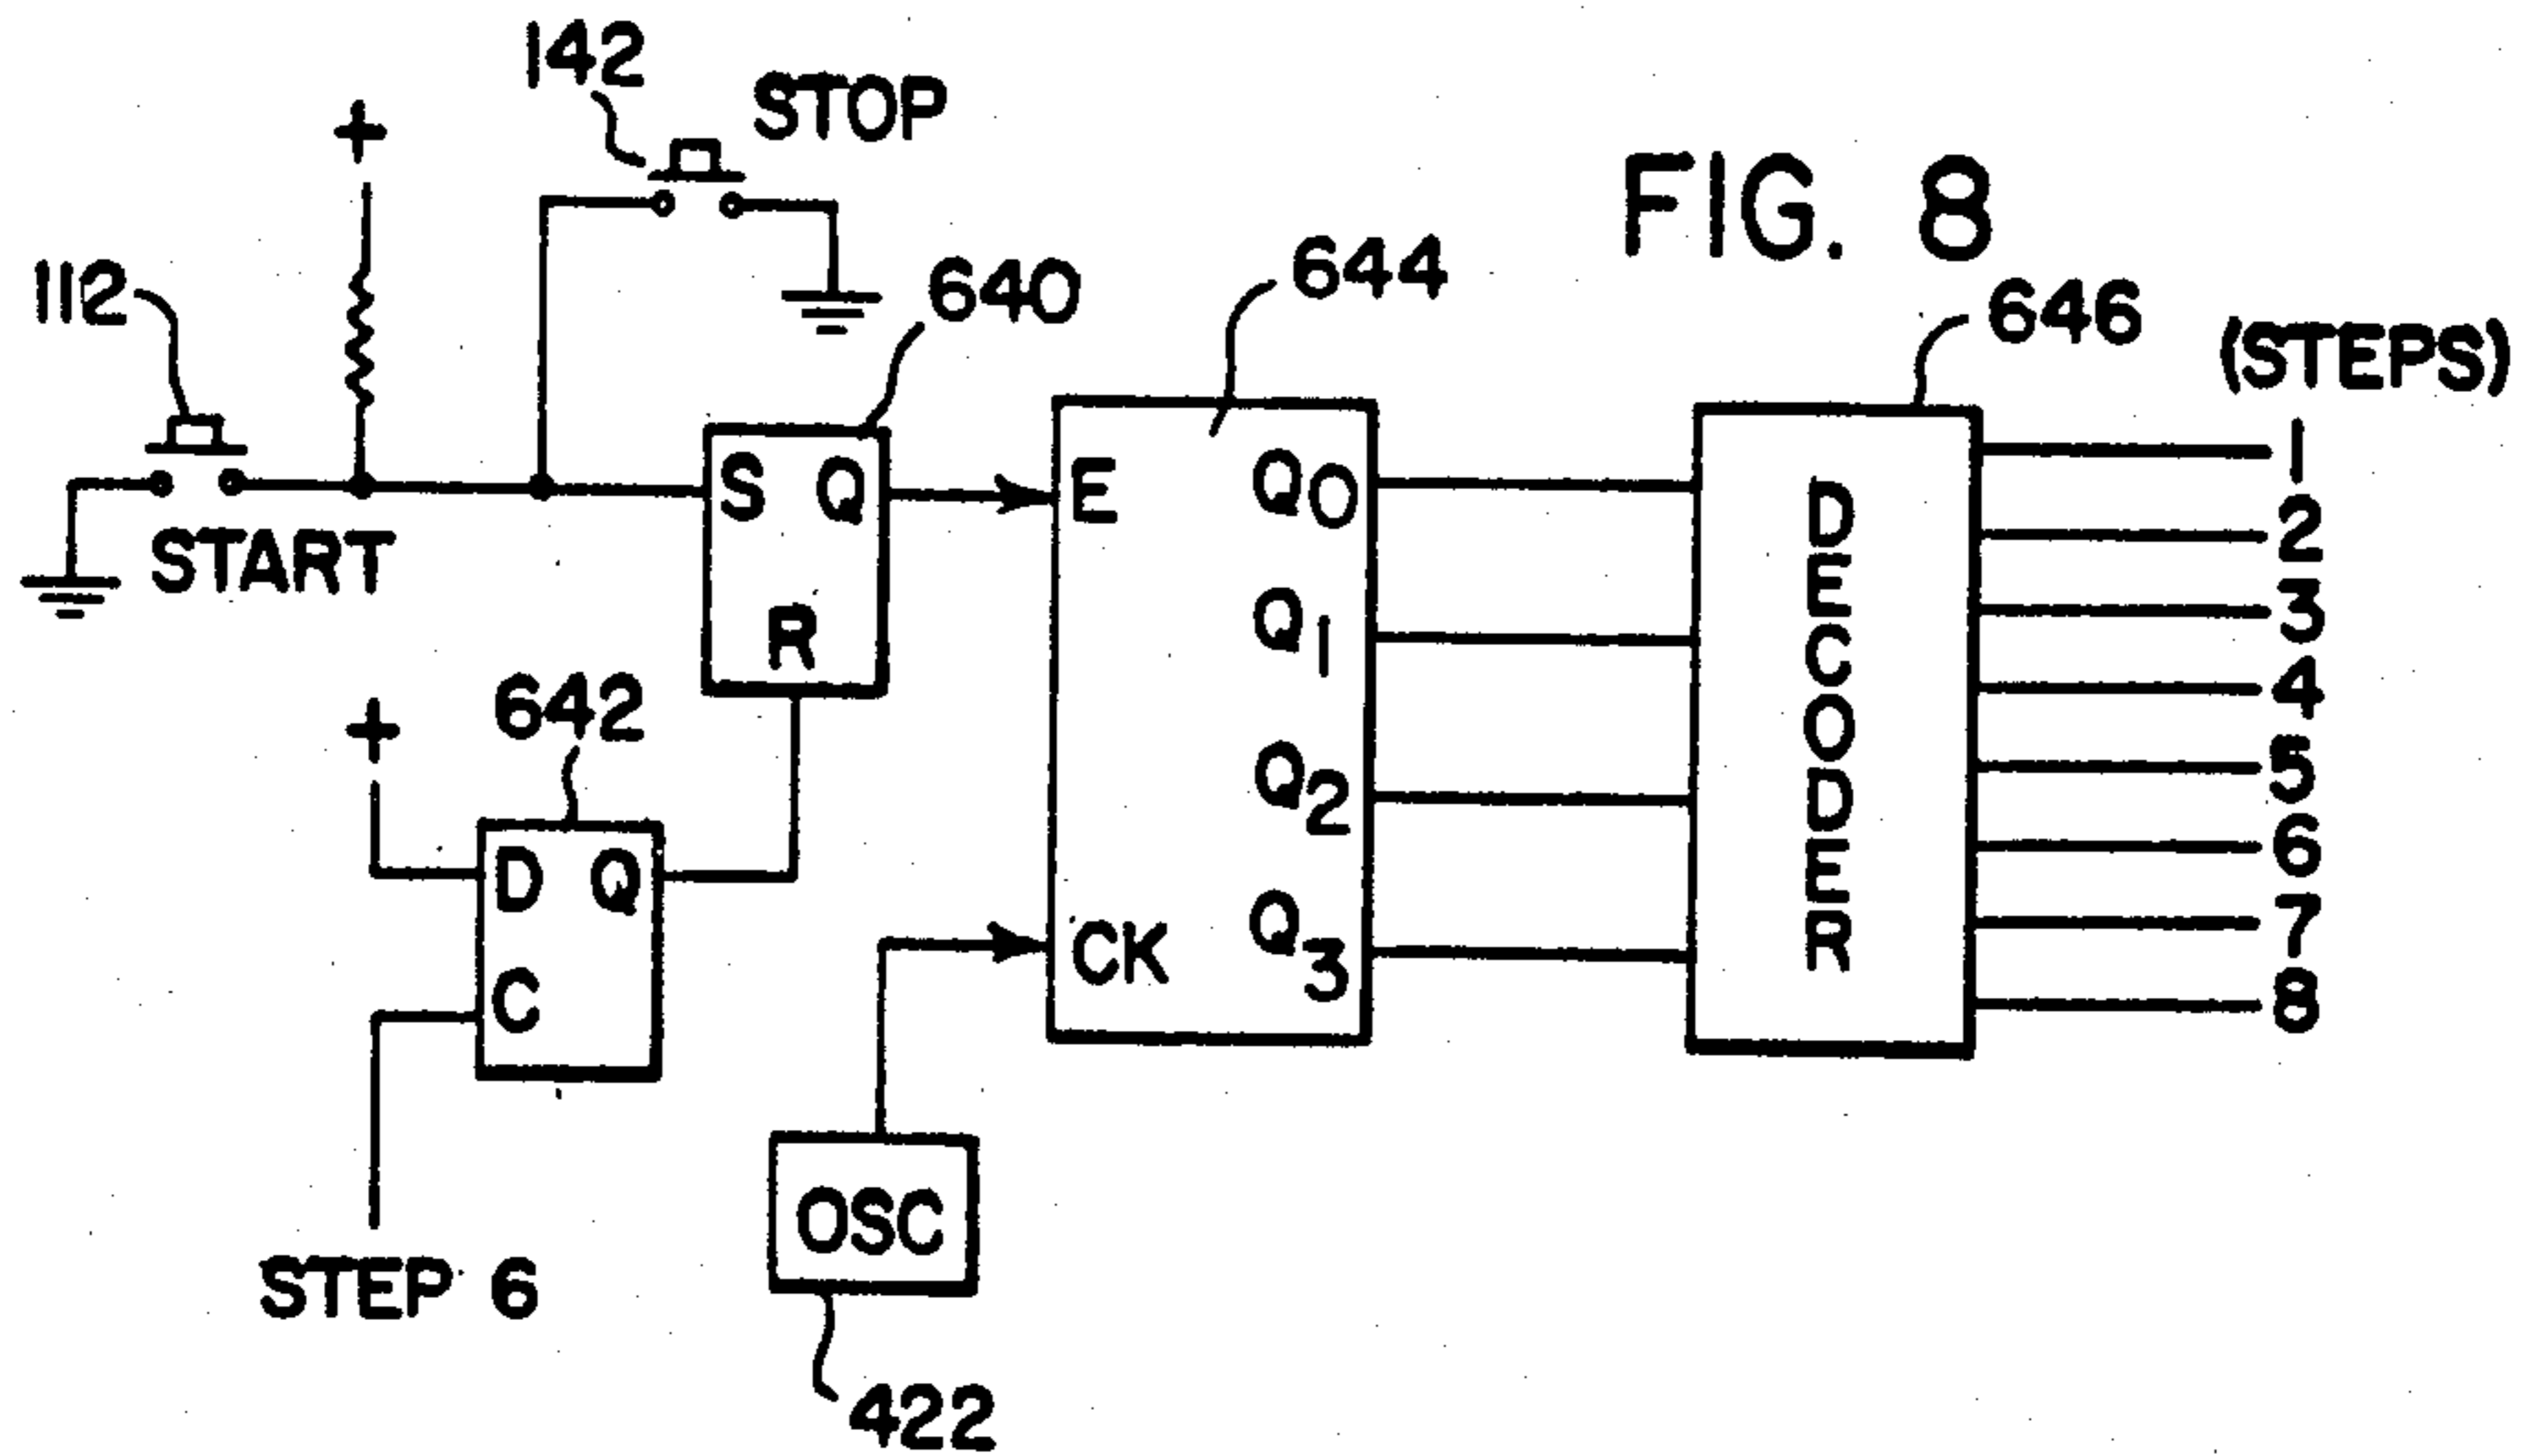 142
STOP
+
FIG. 8
112
640
644
646
(STEPS)
START
S Q
R
E
CK
Q0
Q1
Q2
Q3
DECODER
1
2
3
4
5
6
7
8
+
642
D Q
C
STEP 6
OSC
422